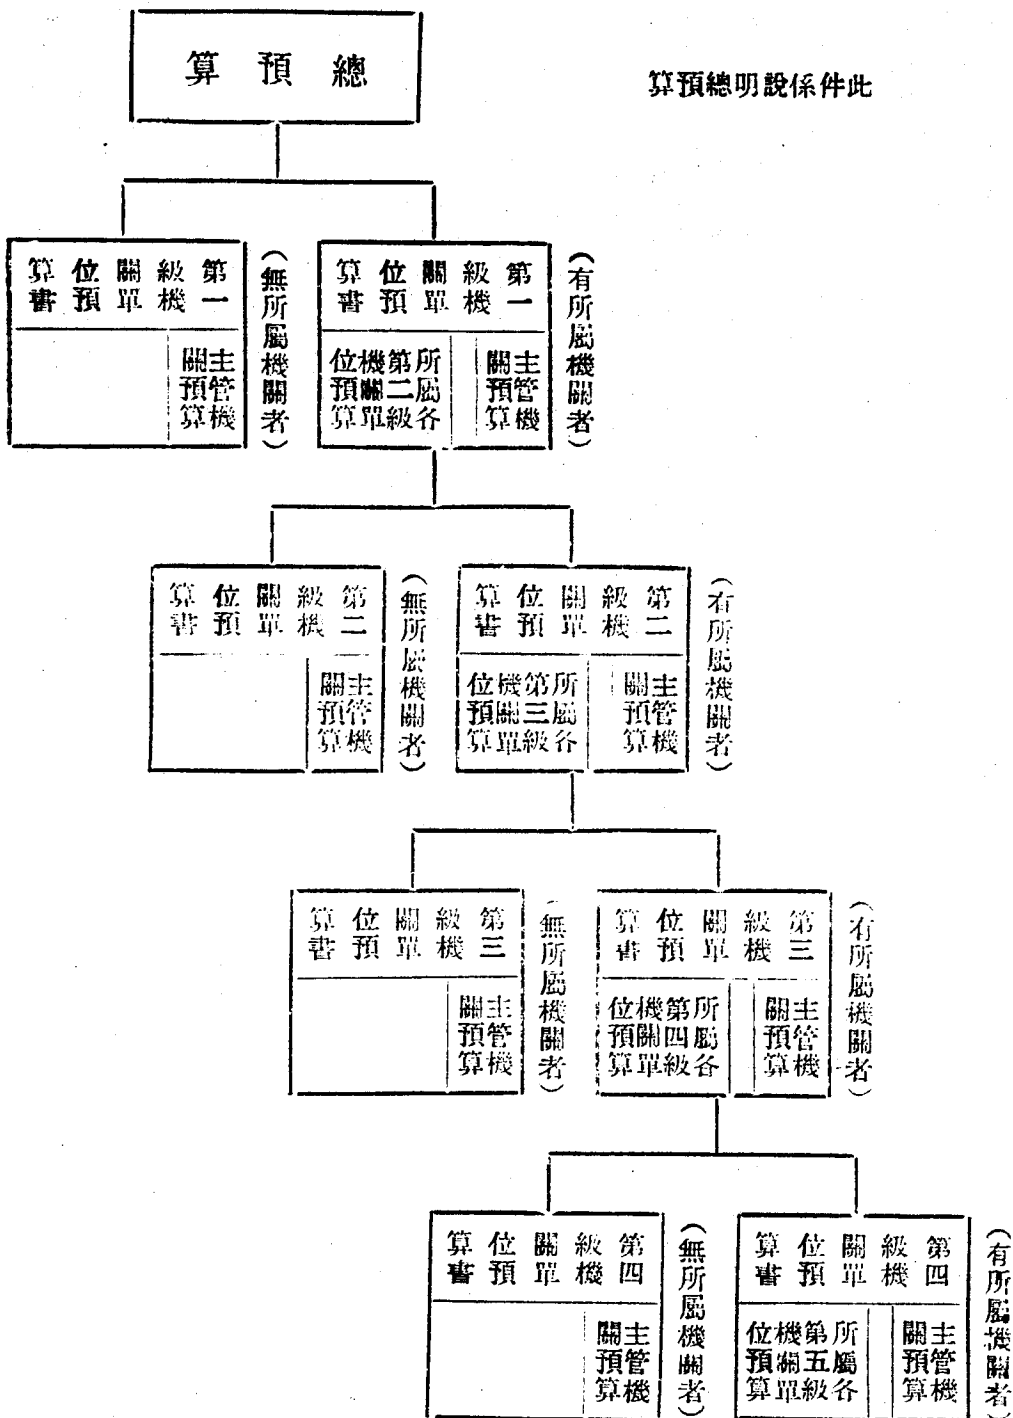 此件係說明總預算
總預算
(有所屬機關者)
第一級機關單位預算書
主管機關預算
所屬各第二級機關單位預算
(無所屬機關者)
第一級機關單位預算書
主管機關預算
(有所屬機關者)
第二級機關單位預算書
主管機關預算
所屬各第三級機關單位預算
(無所屬機關者)
第二級機關單位預算書
主管機關預算
(有所屬機關者)
第三級機關單位預算書
主管機關預算
所屬各第四級機關單位預算
(無所屬機關者)
第三級機關單位預算書
主管機關預算
(有所屬機關者)
第四級機關單位預算書
主管機關預算
所屬各第五級機關單位預算
(無所屬機關者)
第四級機關單位預算書
主管機關預算